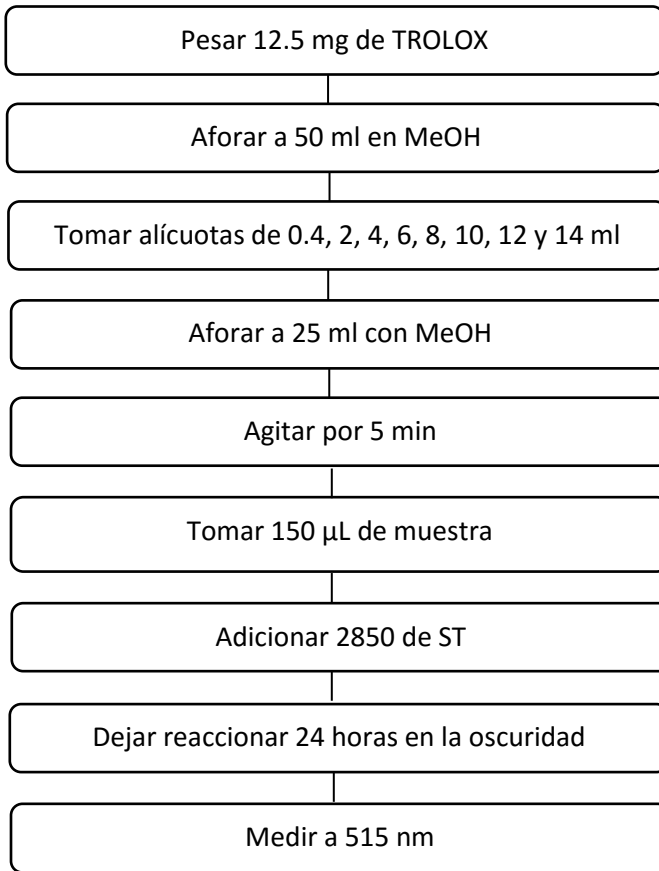 Pesar 12.5 mg de TROLOX
Aforar a 50 ml en MeOH
Tomar alícuotas de 0.4, 2, 4, 6, 8, 10, 12 y 14 ml
Aforar a 25 ml con MeOH
Agitar por 5 min
Tomar 150 µL de muestra
Adicionar 2850 de ST
Dejar reaccionar 24 horas en la oscuridad
Medir a 515 nm